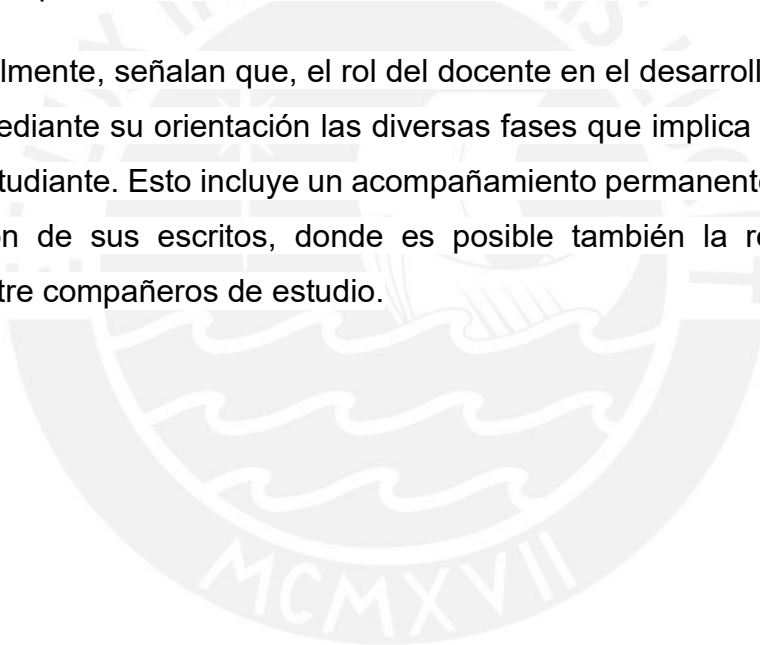 lmente, señalan que, el rol del docente en el desarroll
ediante su orientación las diversas fases que implica
tudiante. Esto incluye un acompañamiento permanent
n de sus escritos, donde es posible también la r
tre compañeros de estudio.
MCMXVII